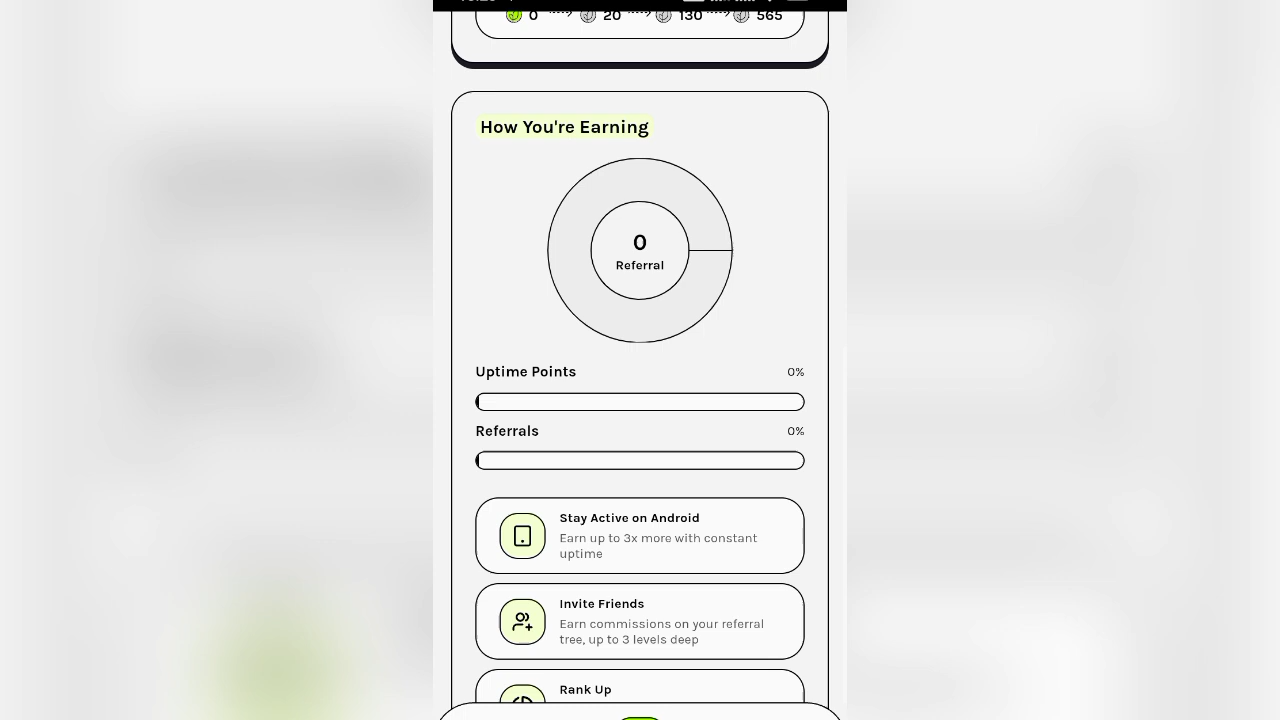 0 20 130 565
How You're Earning
0
Referral
Uptime Points 0%
Referrals 0%
Stay Active on Android
Earn up to 3x more with constant
uptime
Invite Friends
Earn commissions on your referral
tree, up to 3 levels deep
Rank Up